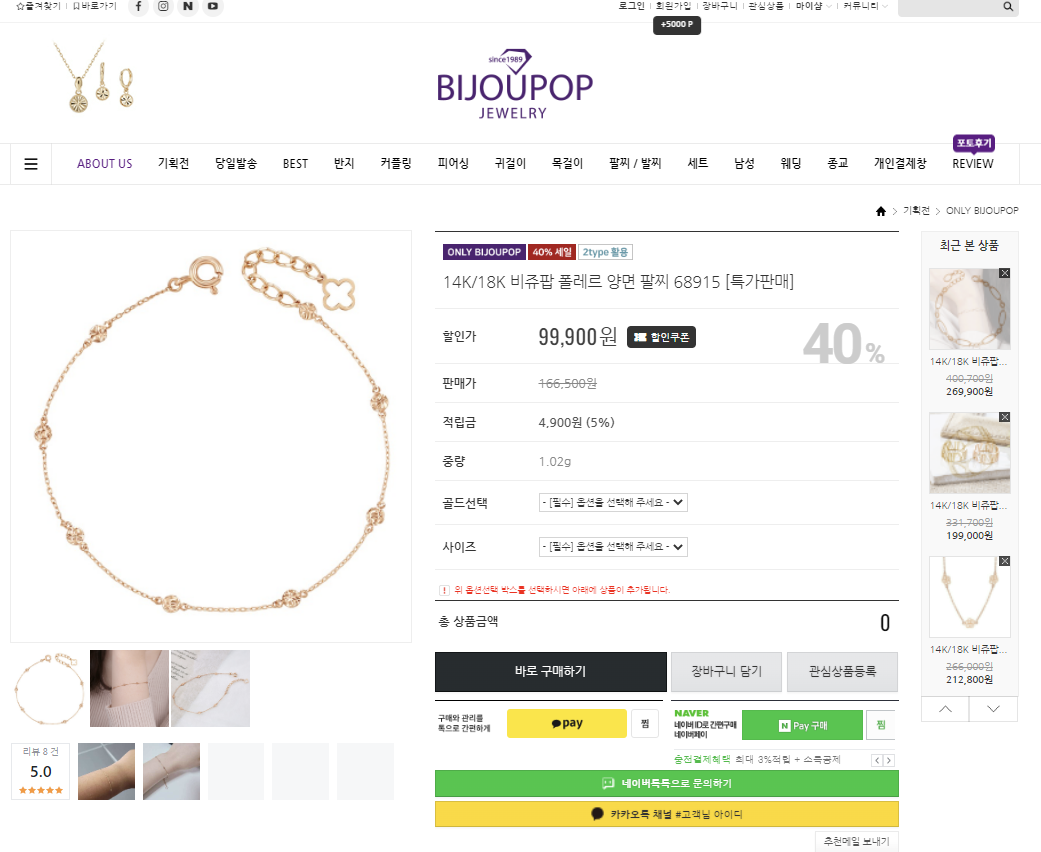 ☆즐겨찾기 바로가기
로그인 회원가입 장바구니 관심상품 마이샵 커뮤니티
+5000 P
since1989
BIJOUPOP
JEWELRY
포토후기
ABOUT US 기획전 당일발송 BEST 반지 커플링 피어싱 귀걸이 목걸이 팔찌 / 발찌 세트 남성 웨딩 종교 개인결제창 REVIEW
> 기획전 > ONLY BIJOUPOP
ONLY BIJOUPOP 40% 세일 2type 활용
14K/18K 비쥬팝 폴레르 양면 팔찌 68915 [특가판매]
할인가 99,900원 할인쿠폰 40%
판매가 166,500원
적립금 4,900원 (5%)
중량 1.02g
골드선택 - [필수] 옵션을 선택해 주세요 -
사이즈 - [필수] 옵션을 선택해 주세요 -
위 옵션선택 박스를 선택하시면 아래에 상품이 추가됩니다.
총 상품금액 0
바로 구매하기 장바구니 담기 관심상품등록
구매와 관리를
톡으로 간편하게
pay 찜
NAVER
네이버ID로 간편구매
네이버페이
N Pay 구매 찜
충전결제혜택 최대 3%적립 + 소득공제
네이버톡톡으로 문의하기
카카오톡 채널 #고객님 아이디
추천메일 보내기
리뷰 8 건
5.0
★★★★★
최근 본 상품
14K/18K 비쥬팝...
400,700원
269,900원
14K/18K 비쥬팝...
331,700원
199,000원
14K/18K 비쥬팝...
266,000원
212,800원